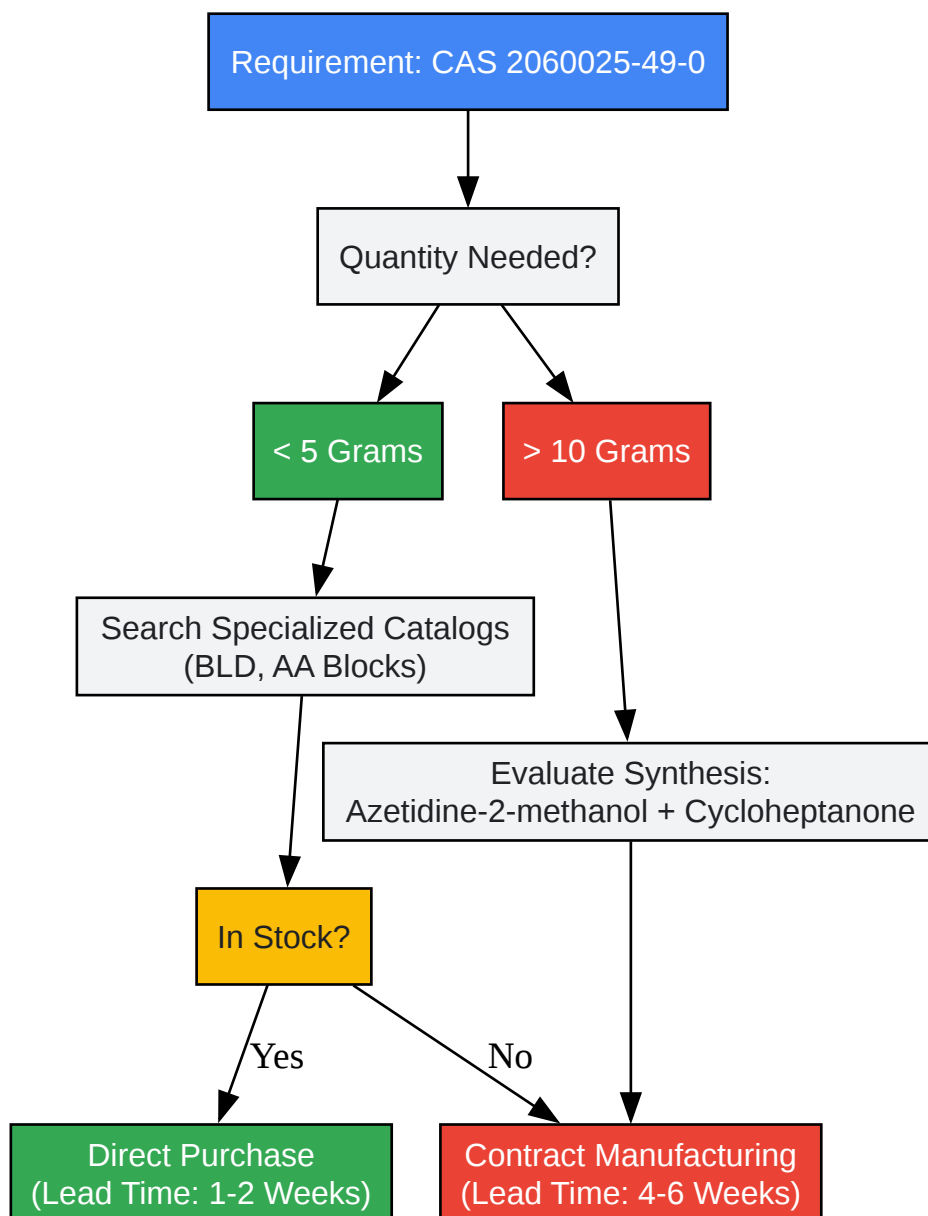 Requirement: CAS 2060025-49-0
Quantity Needed?
< 5 Grams
> 10 Grams
Search Specialized Catalogs
(BLD, AA Blocks)
Evaluate Synthesis:
Azetidine-2-methanol + Cycloheptanone
In Stock?
Yes
No
Direct Purchase
(Lead Time: 1-2 Weeks)
Contract Manufacturing
(Lead Time: 4-6 Weeks)